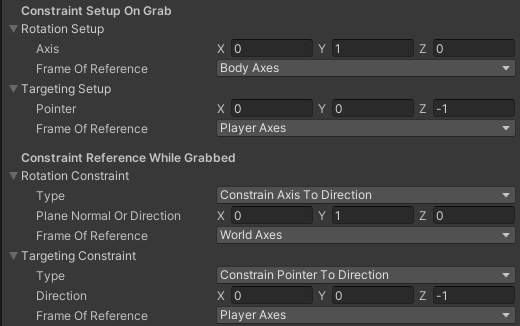 Constraint Setup On Grab
Rotation Setup
Axis X 0 Y 1 Z 0
Frame Of Reference Body Axes
Targeting Setup
Pointer X 0 Y 0 Z -1
Frame Of Reference Player Axes
Constraint Reference While Grabbed
Rotation Constraint
Type Constrain Axis To Direction
Plane Normal Or Direction X 0 Y 1 Z 0
Frame Of Reference World Axes
Targeting Constraint
Type Constrain Pointer To Direction
Direction X 0 Y 0 Z -1
Frame Of Reference Player Axes